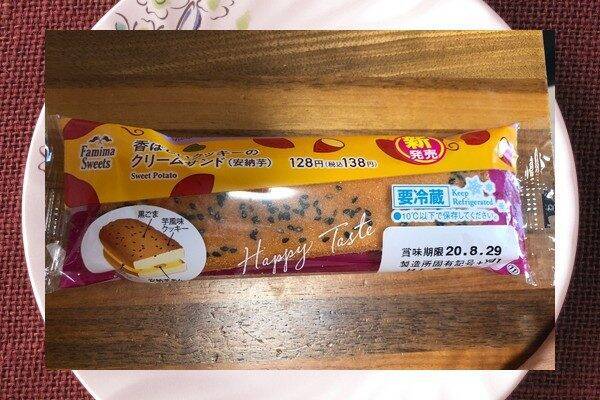 Famima
Sweets
香ば
クッキーの
クリームサンド(安納芋)
128円(税込138円)
Sweet Potato
新
発売
要冷蔵
Keep
Refrigerated
●10℃以下で保存してください。
黒ごま
芋風味
クッキー
Happy Taste
賞味期限 20.8.29
製造所固有記号+